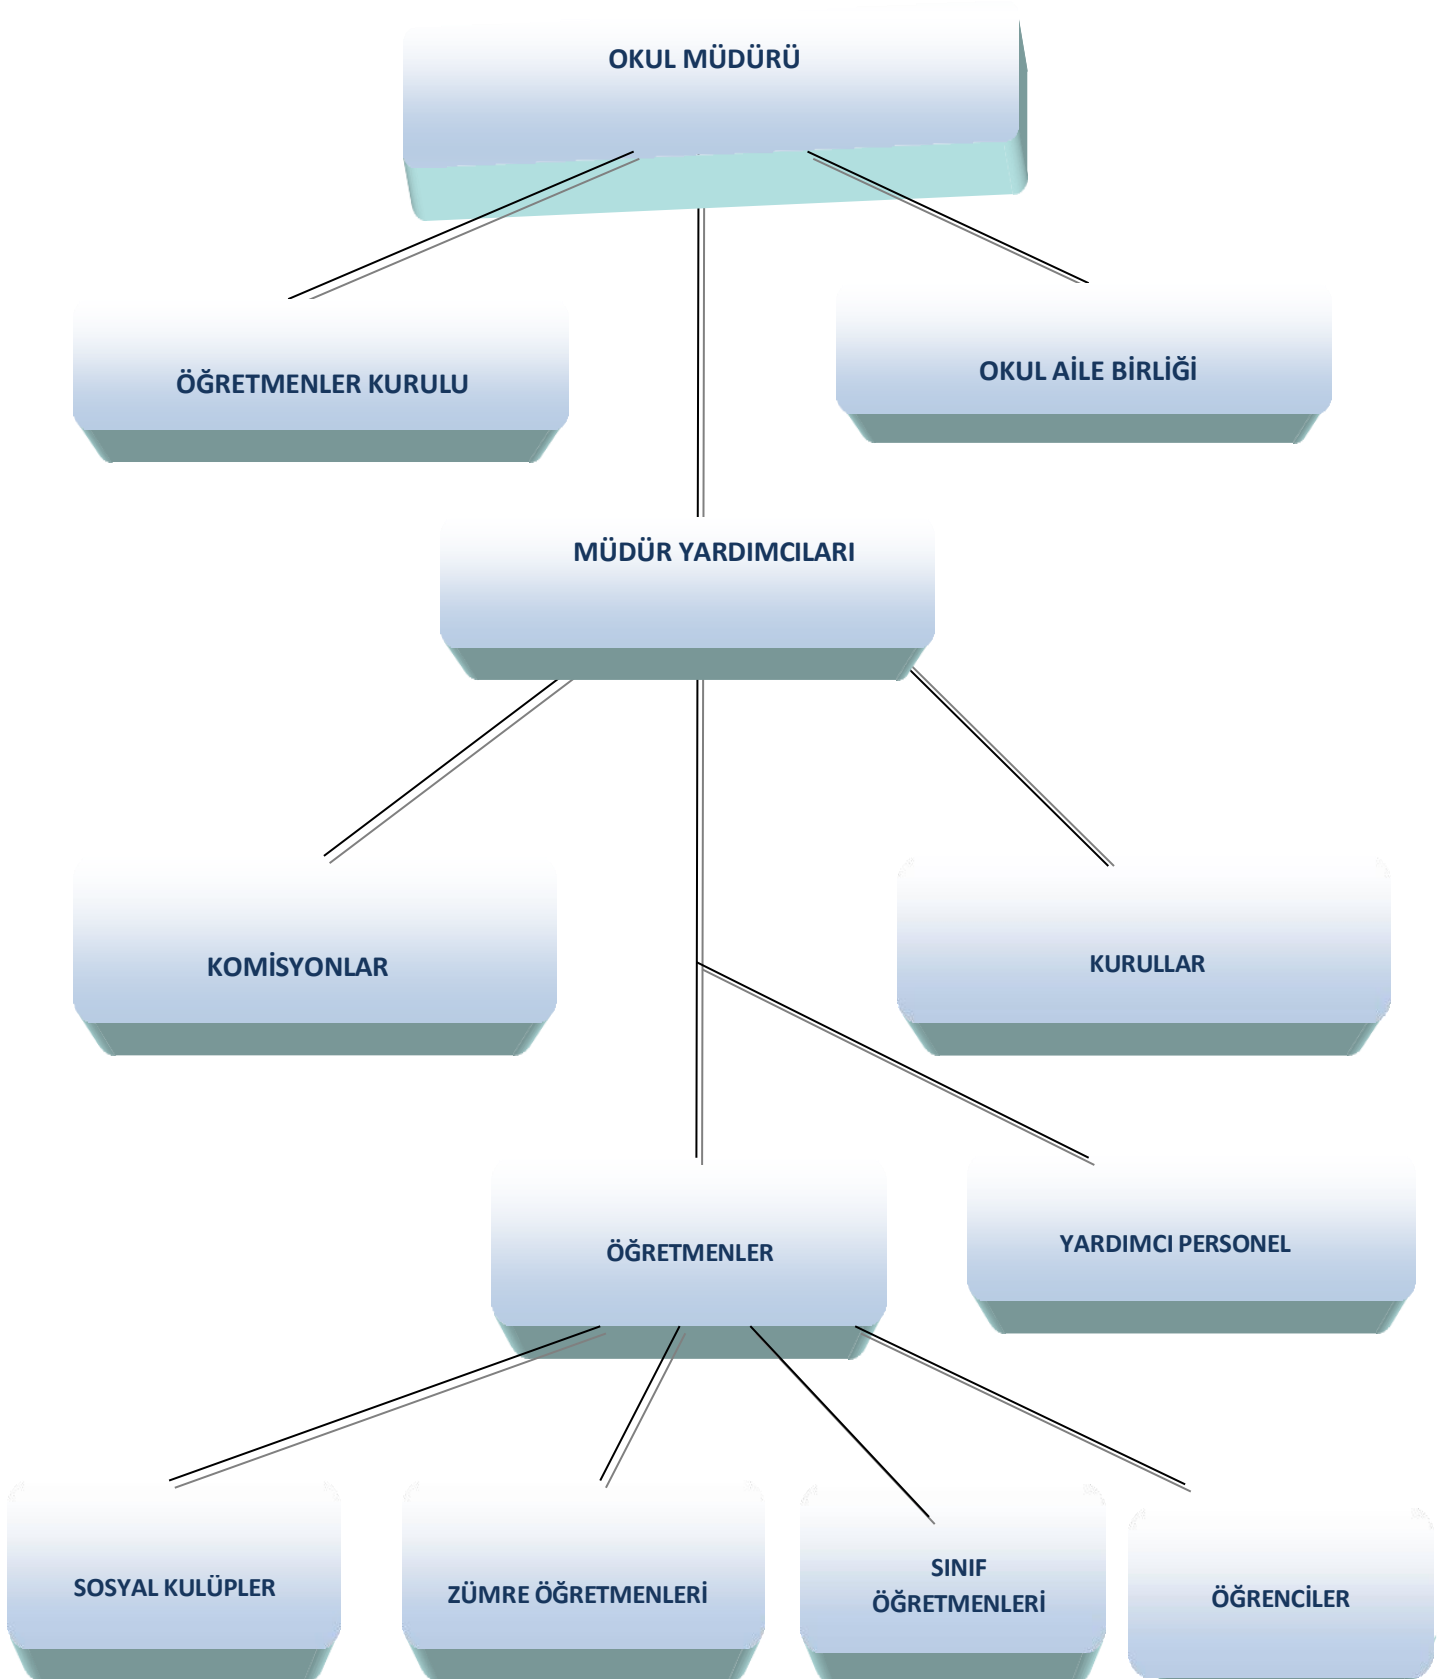 OKUL MÜDÜRÜ
ÖĞRETMENLER KURULU
OKUL AİLE BİRLİĞİ
MÜDÜR YARDIMCILARI
KOMİSYONLAR
KURULLAR
ÖĞRETMENLER
YARDIMCI PERSONEL
SOSYAL KULÜPLER
ZÜMRE ÖĞRETMENLERİ
SINIF
ÖĞRETMENLERİ
ÖĞRENCİLER